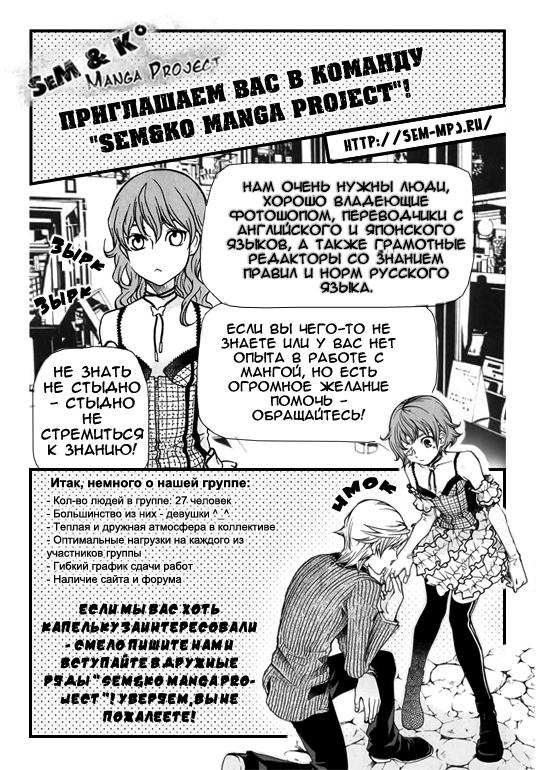 SeM & K°
Manga Project
ПРИГЛАШАЕМ ВАС В КОМАНДУ
"SEM&KO MANGA PROJECT"!
HTTP://SEM-MPJ.RU/
НАМ ОЧЕНЬ НУЖНЫ ЛЮДИ,
ХОРОШО ВЛАДЕЮЩИЕ
ФОТОШОПОМ, ПЕРЕВОДЧИКИ С
АНГЛИЙСКОГО И ЯПОНСКОГО
ЯЗЫКОВ, А ТАКЖЕ ГРАМОТНЫЕ
РЕДАКТОРЫ СО ЗНАНИЕМ
ПРАВИЛ И НОРМ РУССКОГО
ЯЗЫКА.
ЗЫРК
ЗЫРК
ЕСЛИ ВЫ ЧЕГО-ТО НЕ
ЗНАЕТЕ ИЛИ У ВАС НЕТ
ОПЫТА В РАБОТЕ С
МАНГОЙ, НО ЕСТЬ
ОГРОМНОЕ ЖЕЛАНИЕ
ПОМОЧЬ -
ОБРАЩАЙТЕСЬ!
НЕ ЗНАТЬ
НЕ СТЫДНО
- СТЫДНО
НЕ
СТРЕМИТЬСЯ
К ЗНАНИЮ!
Итак, немного о нашей группе:
- Кол-во людей в группе: 27 человек
- Большинство из них - девушки ^_^
- Теплая и дружная атмосфера в коллективе.
- Оптимальные нагрузки на каждого из
участников группы
- Гибкий график сдачи работ
- Наличие сайта и форума
ЧМОК
ЕСЛИ МЫ ВАС ХОТЬ
КАПЕЛЬКУ ЗАИНТЕРЕСОВАЛИ
- СМЕЛО ПИШИТЕ НАМ И
ВСТУПАЙТЕ В ДРУЖНЫЕ
РЯДЫ "SEM&KO MANGA PRO-
JECT"! УВЕРЯЕМ, ВЫ НЕ
ПОЖАЛЕЕТЕ!